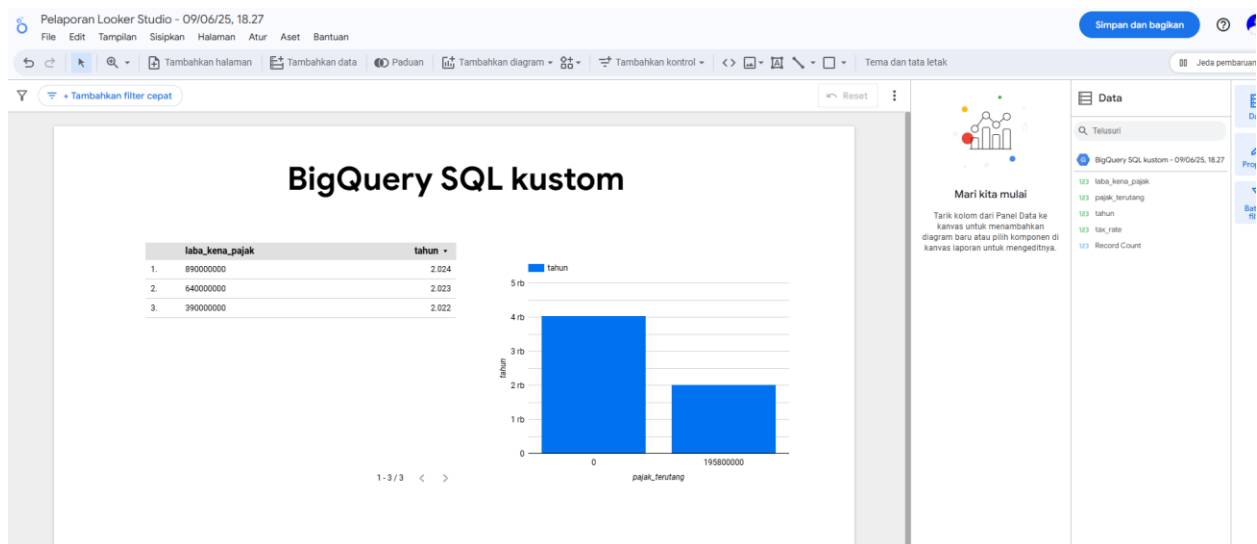 Pelaporan Looker Studio - 09/06/25, 18.27
File Edit Tampilan Sisipkan Halaman Atur Aset Bantuan
Simpan dan bagikan
Tambahkan halaman Tambahkan data Paduan Tambahkan diagram Tambahkan kontrol Tema dan tata letak Jeda pembaruan
+ Tambahkan filter cepat
Reset
BigQuery SQL kustom
laba_kena_pajak tahun
1. 890000000 2.024
2. 640000000 2.023
3. 390000000 2.022
1 - 3 / 3
tahun
5 rb
4 rb
3 rb
2 rb
1 rb
0
tahun
0 195800000
pajak_terutang
Mari kita mulai
Tarik kolom dari Panel Data ke
kanvas untuk menambahkan
diagram baru atau pilih komponen di
kanvas laporan untuk mengeditnya.
Data
Telusuri
BigQuery SQL kustom - 09/06/25, 18.27
123 laba_kena_pajak
123 pajak_terutang
123 tahun
123 tax_rate
123 Record Count